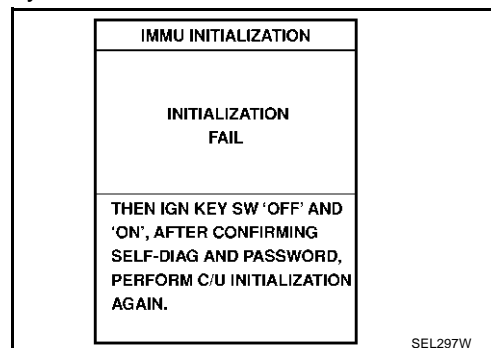 IMMU INITIALIZATION
INITIALIZATION
FAIL
THEN IGN KEY SW 'OFF' AND
'ON', AFTER CONFIRMING
SELF-DIAG AND PASSWORD,
PERFORM C/U INITIALIZATION
AGAIN.
SEL297W